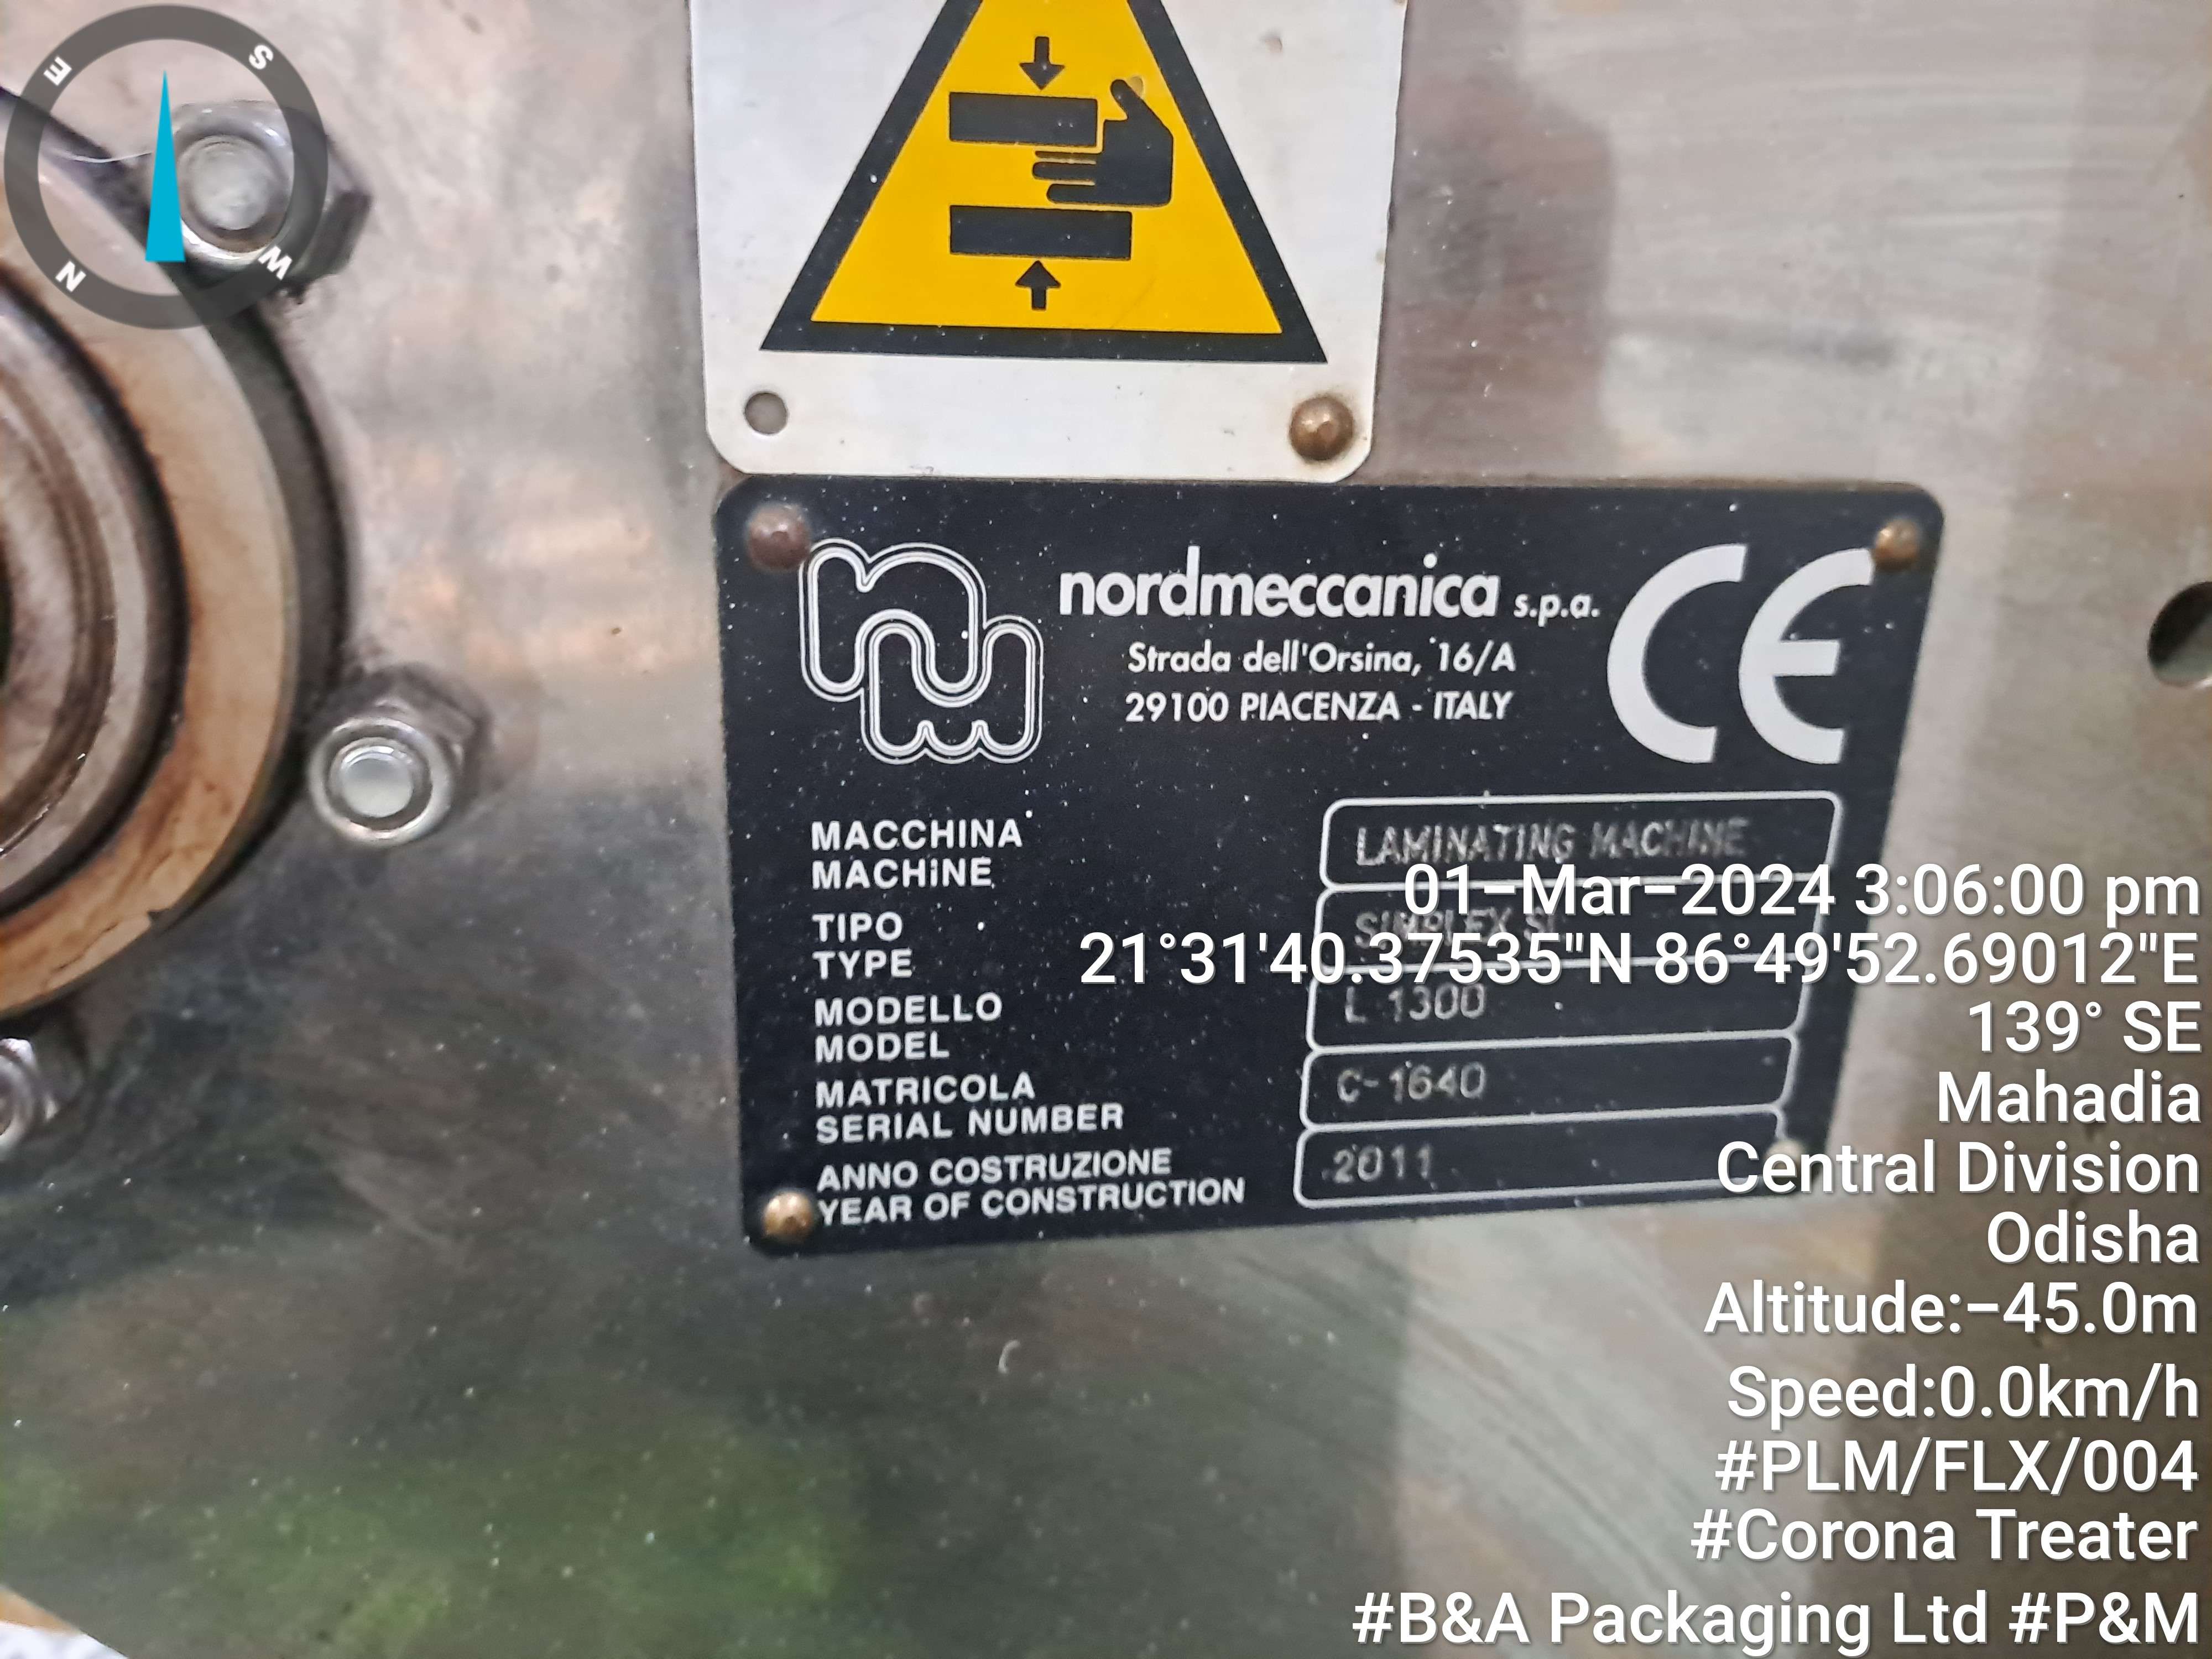 S
E
W
N
nordmeccanica s.p.a.
Strada dell'Orsina, 16/A
29100 PIACENZA - ITALY
CE
MACCHINA
MACHINE
LAMINATING MACHINE
TIPO
TYPE
SIMPLEX SL
MODELLO
MODEL
L 1300
MATRICOLA
SERIAL NUMBER
C-1640
ANNO COSTRUZIONE
YEAR OF CONSTRUCTION
2011
01-Mar-2024 3:06:00 pm
21°31'40.37535"N 86°49'52.69012"E
139° SE
Mahadia
Central Division
Odisha
Altitude:-45.0m
Speed:0.0km/h
#PLM/FLX/004
#Corona Treater
#B&A Packaging Ltd #P&M